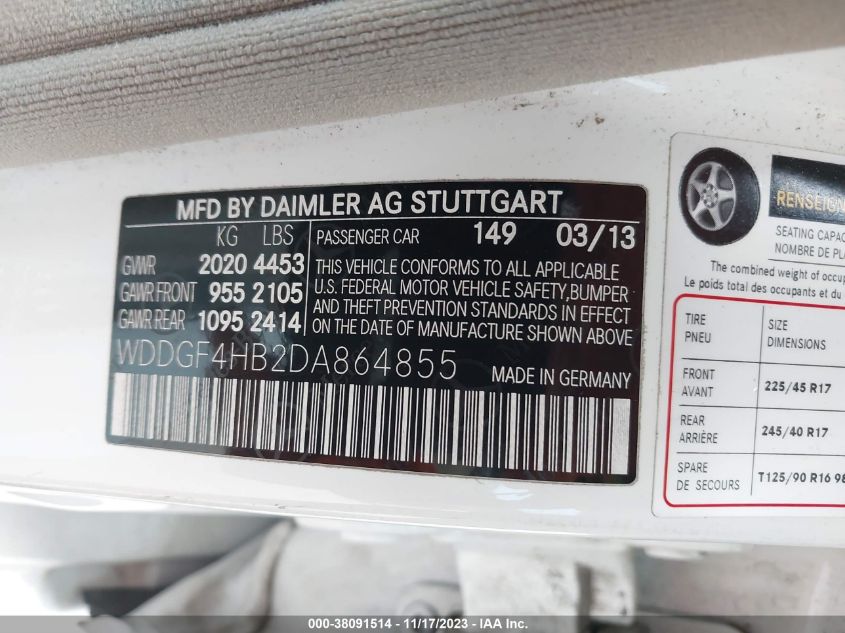 MFD BY DAIMLER AG STUTTGART
KG LBS
GVWR 2020 4453
GAWR FRONT 955 2105
GAWR REAR 1095 2414
PASSENGER CAR 149 03/13
THIS VEHICLE CONFORMS TO ALL APPLICABLE
U.S. FEDERAL MOTOR VEHICLE SAFETY, BUMPER
AND THEFT PREVENTION STANDARDS IN EFFECT
ON THE DATE OF MANUFACTURE SHOWN ABOVE
WDDGF4HB2DA864855
MADE IN GERMANY
RENSEIGN
SEATING CAPAC
NOMBRE DE PL
The combined weight of occup
Le poids total des occupants et du
TIRE SIZE
PNEU DIMENSIONS
FRONT
AVANT
225/45 R17
REAR
ARRIÈRE
245/40 R17
SPARE
DE SECOURS
T125/90 R16 98
000-38091514 - 11/17/2023 - IAA Inc.